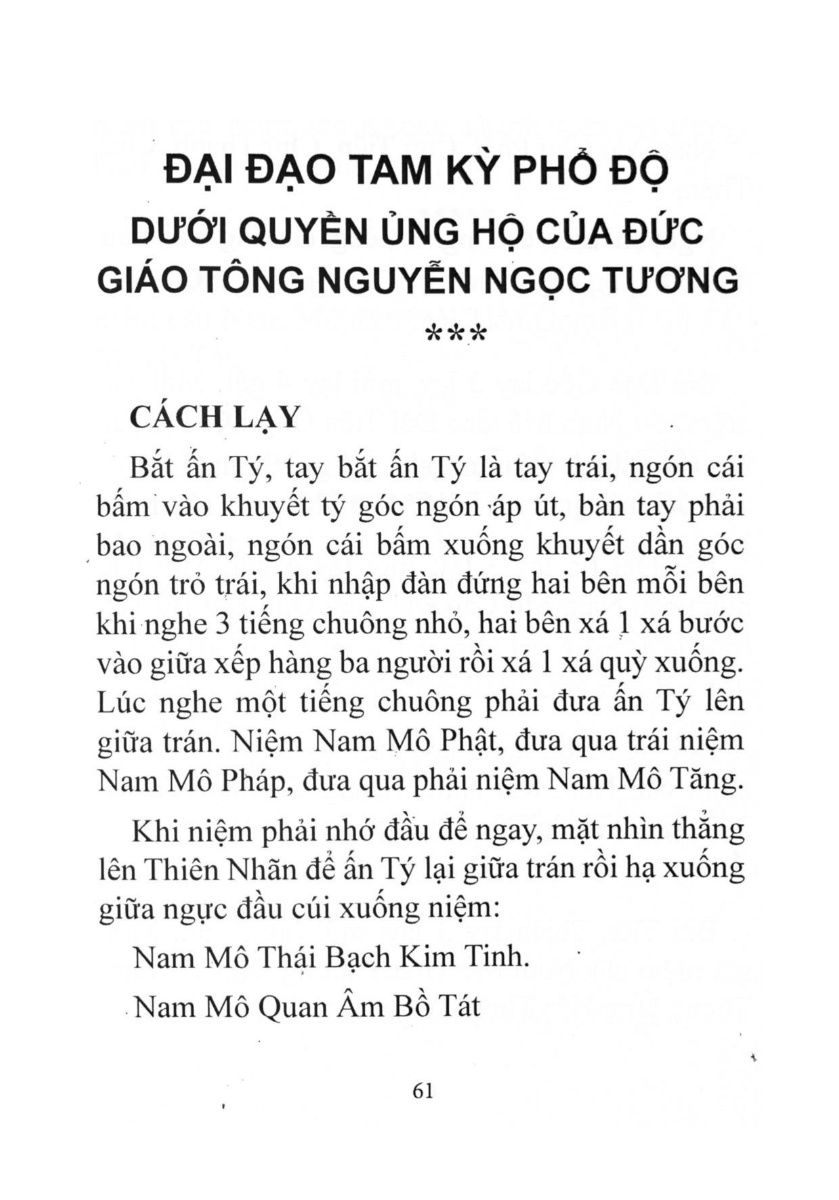 ĐẠI ĐẠO TAM KỲ PHỔ ĐỘ
DƯỚI QUYỀN ỦNG HỘ CỦA ĐỨC
GIÁO TÔNG NGUYỄN NGỌC TƯƠNG
***
CÁCH LẠY
Bắt ấn Tý, tay bắt ấn Tý là tay trái, ngón cái
bấm vào khuyết tý góc ngón áp út, bàn tay phải
bao ngoài, ngón cái bấm xuống khuyết dần góc
ngón trỏ trái, khi nhập đàn đứng hai bên mỗi bên
khi nghe 3 tiếng chuông nhỏ, hai bên xá 1 xá bước
vào giữa xếp hàng ba người rồi xá 1 xá quỳ xuống.
Lúc nghe một tiếng chuông phải đưa ấn Tý lên
giữa trán. Niệm Nam Mô Phật, đưa qua trái niệm
Nam Mô Pháp, đưa qua phải niệm Nam Mô Tăng.
Khi niệm phải nhớ đầu để ngay, mặt nhìn thẳng
lên Thiên Nhãn để ấn Tý lại giữa trán rồi hạ xuống
giữa ngực đầu cúi xuống niệm:
Nam Mô Thái Bạch Kim Tinh.
Nam Mô Quan Âm Bồ Tát
61